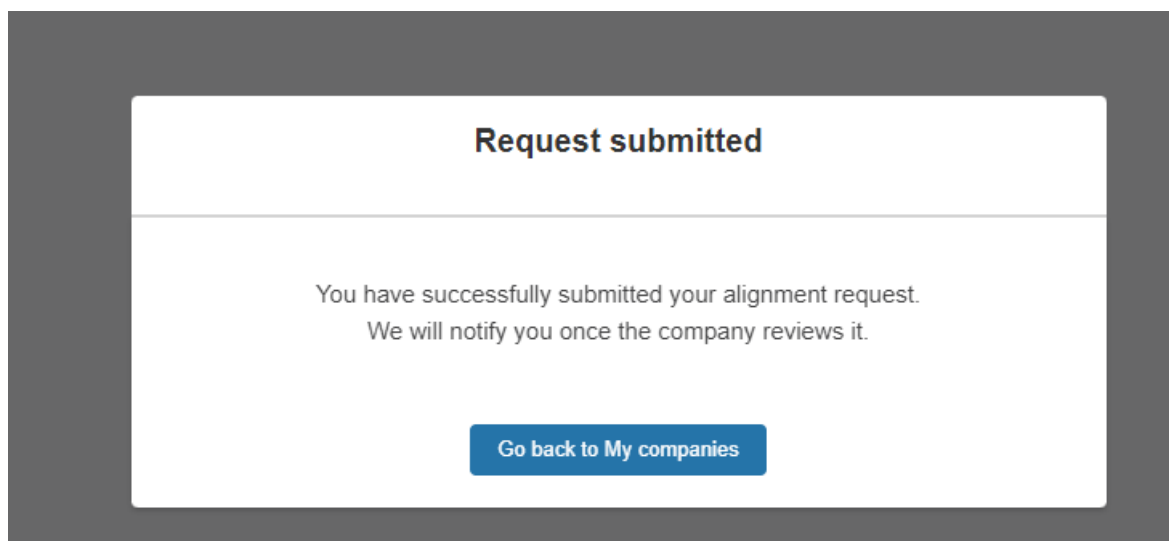 Request submitted
You have successfully submitted your alignment request.
We will notify you once the company reviews it.
Go back to My companies